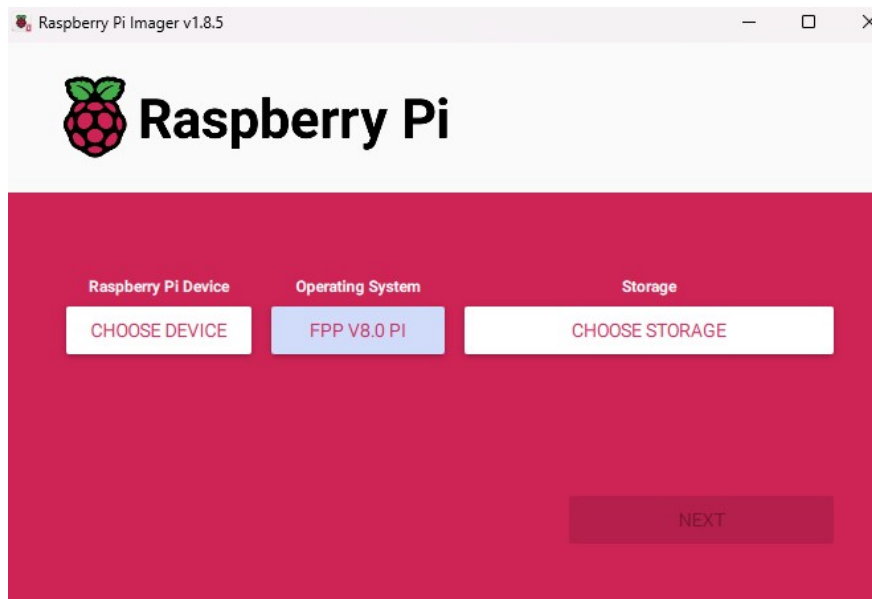 Raspberry Pi Imager v1.8.5
Raspberry Pi
Raspberry Pi Device
Operating System
Storage
CHOOSE DEVICE
FPP V8.0 PI
CHOOSE STORAGE
NEXT